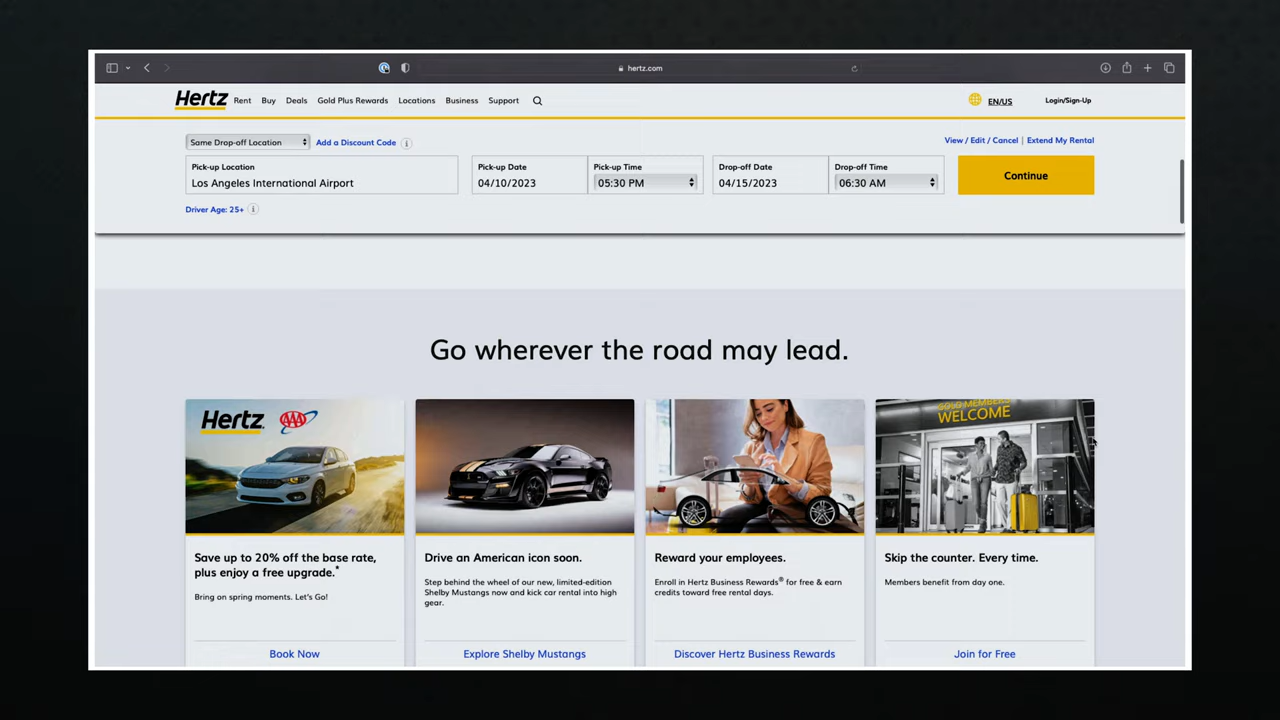 hertz.com
Hertz Rent Buy Deals Gold Plus Rewards Locations Business Support EN/US Login/Sign-Up
Same Drop-off Location Add a Discount Code i View / Edit / Cancel | Extend My Rental
Pick-up Location Pick-up Date Pick-up Time Drop-off Date Drop-off Time
Los Angeles International Airport 04/10/2023 05:30 PM 04/15/2023 06:30 AM Continue
Driver Age: 25+ i
Go wherever the road may lead.
Hertz. AAA
GOLD MEMBERS
WELCOME
Save up to 20% off the base rate,
plus enjoy a free upgrade.*
Bring on spring moments. Let's Go!
Book Now
Drive an American icon soon.
Step behind the wheel of our new, limited-edition
Shelby Mustangs now and kick car rental into high
gear.
Explore Shelby Mustangs
Reward your employees.
Enroll in Hertz Business Rewards® for free & earn
credits toward free rental days.
Discover Hertz Business Rewards
Skip the counter. Every time.
Members benefit from day one.
Join for Free